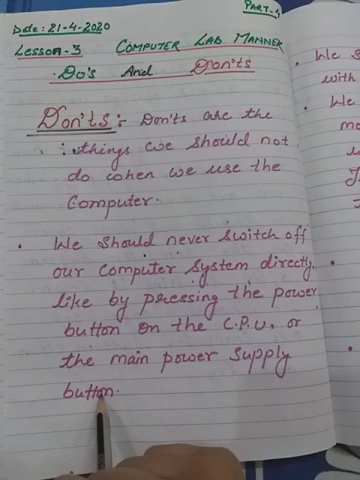 PART-
Date: 21-4-2020
Lesson-3 COMPUTER LAB MANNER
Do's And Don'ts
Don'ts:- Don'ts are the
things we should not
do when we use the
Computer.
We should never switch off
our computer system directly.
like by pressing the power
button on the C.P.U. or
the main power supply
button.
We s
with
We